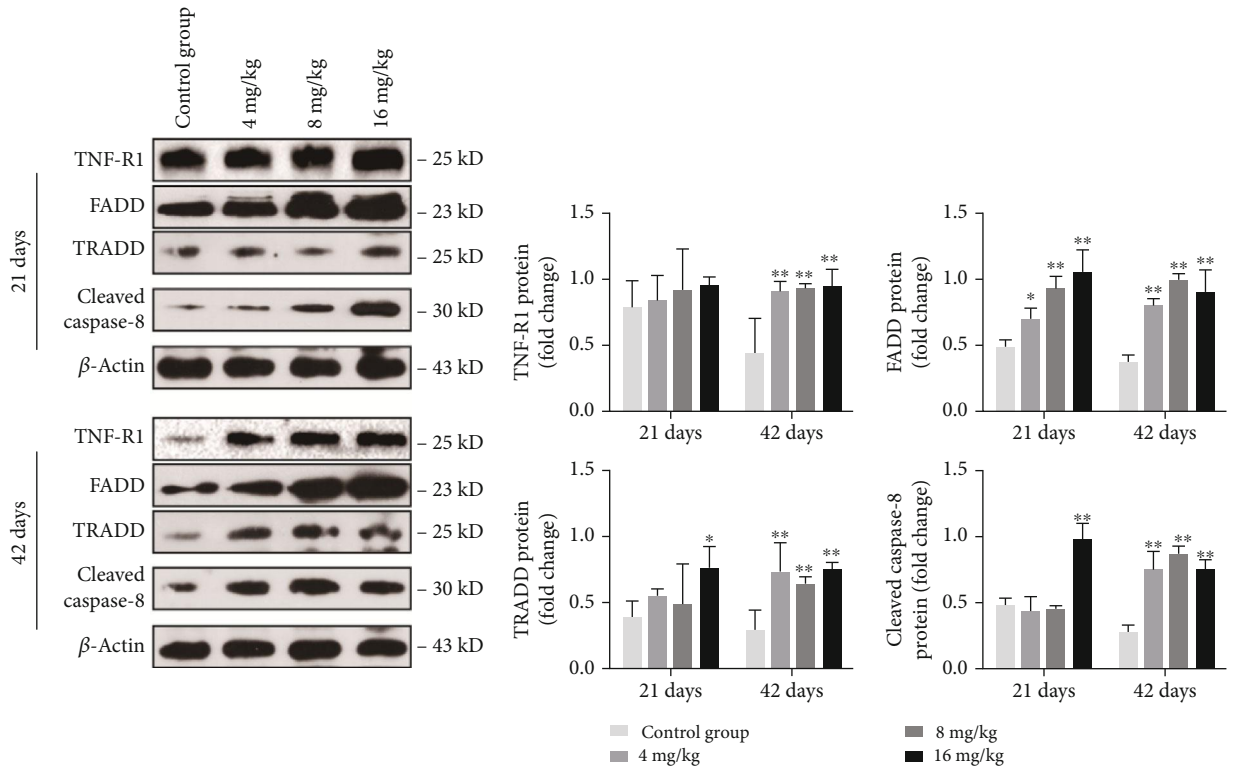 Control group
4 mg/kg
8 mg/kg
16 mg/kg
21 days
TNF-R1
– 25 kD
FADD
– 23 kD
TRADD
– 25 kD
Cleaved
caspase-8
– 30 kD
β-Actin
– 43 kD
42 days
TNF-R1
– 25 kD
FADD
– 23 kD
TRADD
– 25 kD
Cleaved
caspase-8
– 30 kD
β-Actin
– 43 kD
TNF-R1 protein
(fold change)
1.5
1.0
0.5
0.0
** ** **
21 days
42 days
FADD protein
(fold change)
1.5
1.0
0.5
0.0
* ** **
** ** **
21 days
42 days
TRADD protein
(fold change)
1.5
1.0
0.5
0.0
*
** ** **
21 days
42 days
Cleaved caspase-8
protein (fold change)
1.5
1.0
0.5
0.0
**
** ** **
21 days
42 days
Control group
4 mg/kg
8 mg/kg
16 mg/kg